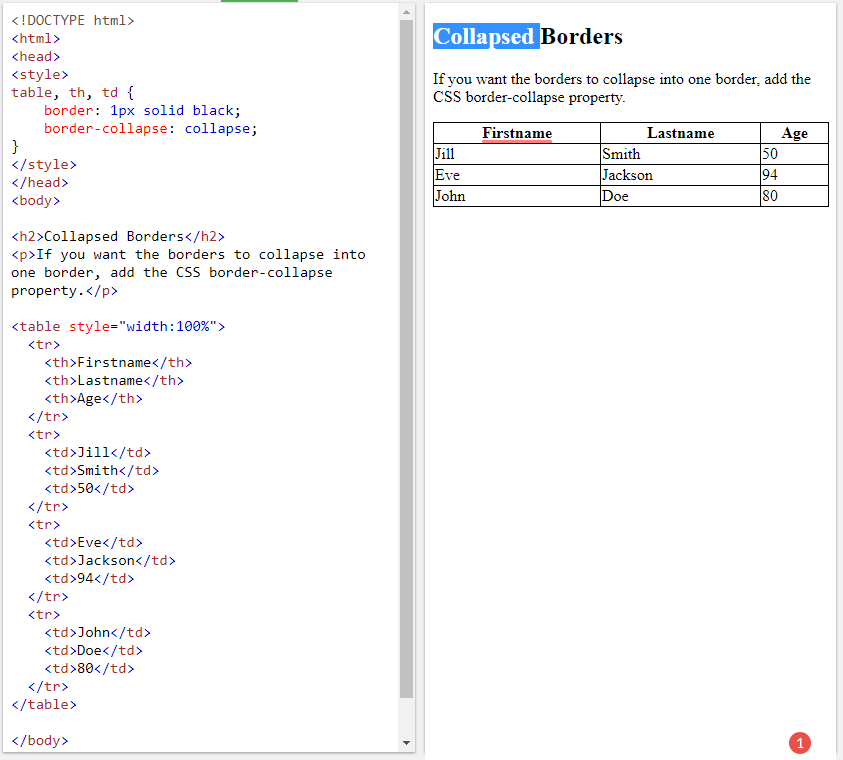 <!DOCTYPE html>
<html>
<head>
<style>
table, th, td {
    border: 1px solid black;
    border-collapse: collapse;
}
</style>
</head>
<body>

<h2>Collapsed Borders</h2>
<p>If you want the borders to collapse into
one border, add the CSS border-collapse
property.</p>

<table style="width:100%">
  <tr>
    <th>Firstname</th>
    <th>Lastname</th>
    <th>Age</th>
  </tr>
  <tr>
    <td>Jill</td>
    <td>Smith</td>
    <td>50</td>
  </tr>
  <tr>
    <td>Eve</td>
    <td>Jackson</td>
    <td>94</td>
  </tr>
  <tr>
    <td>John</td>
    <td>Doe</td>
    <td>80</td>
  </tr>
</table>

</body>
Collapsed Borders
If you want the borders to collapse into one border, add the
CSS border-collapse property.
Firstname Lastname Age
Jill Smith 50
Eve Jackson 94
John Doe 80
1